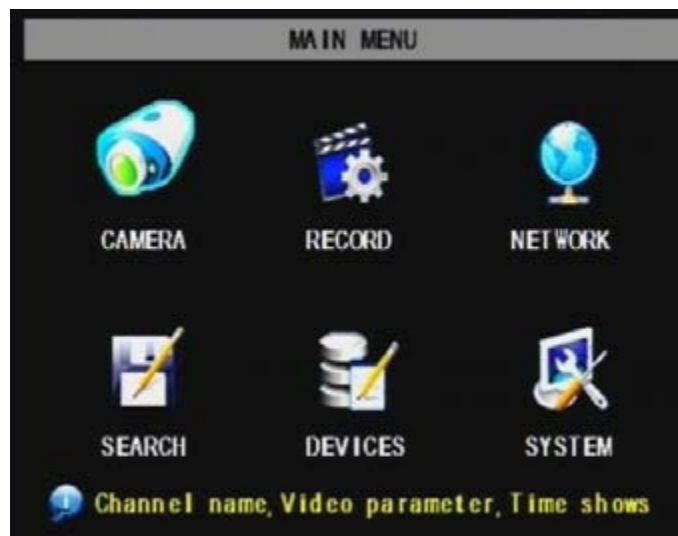 MAIN MENU
CAMERA RECORD NETWORK
SEARCH DEVICES SYSTEM
Channel name, Video parameter, Time shows